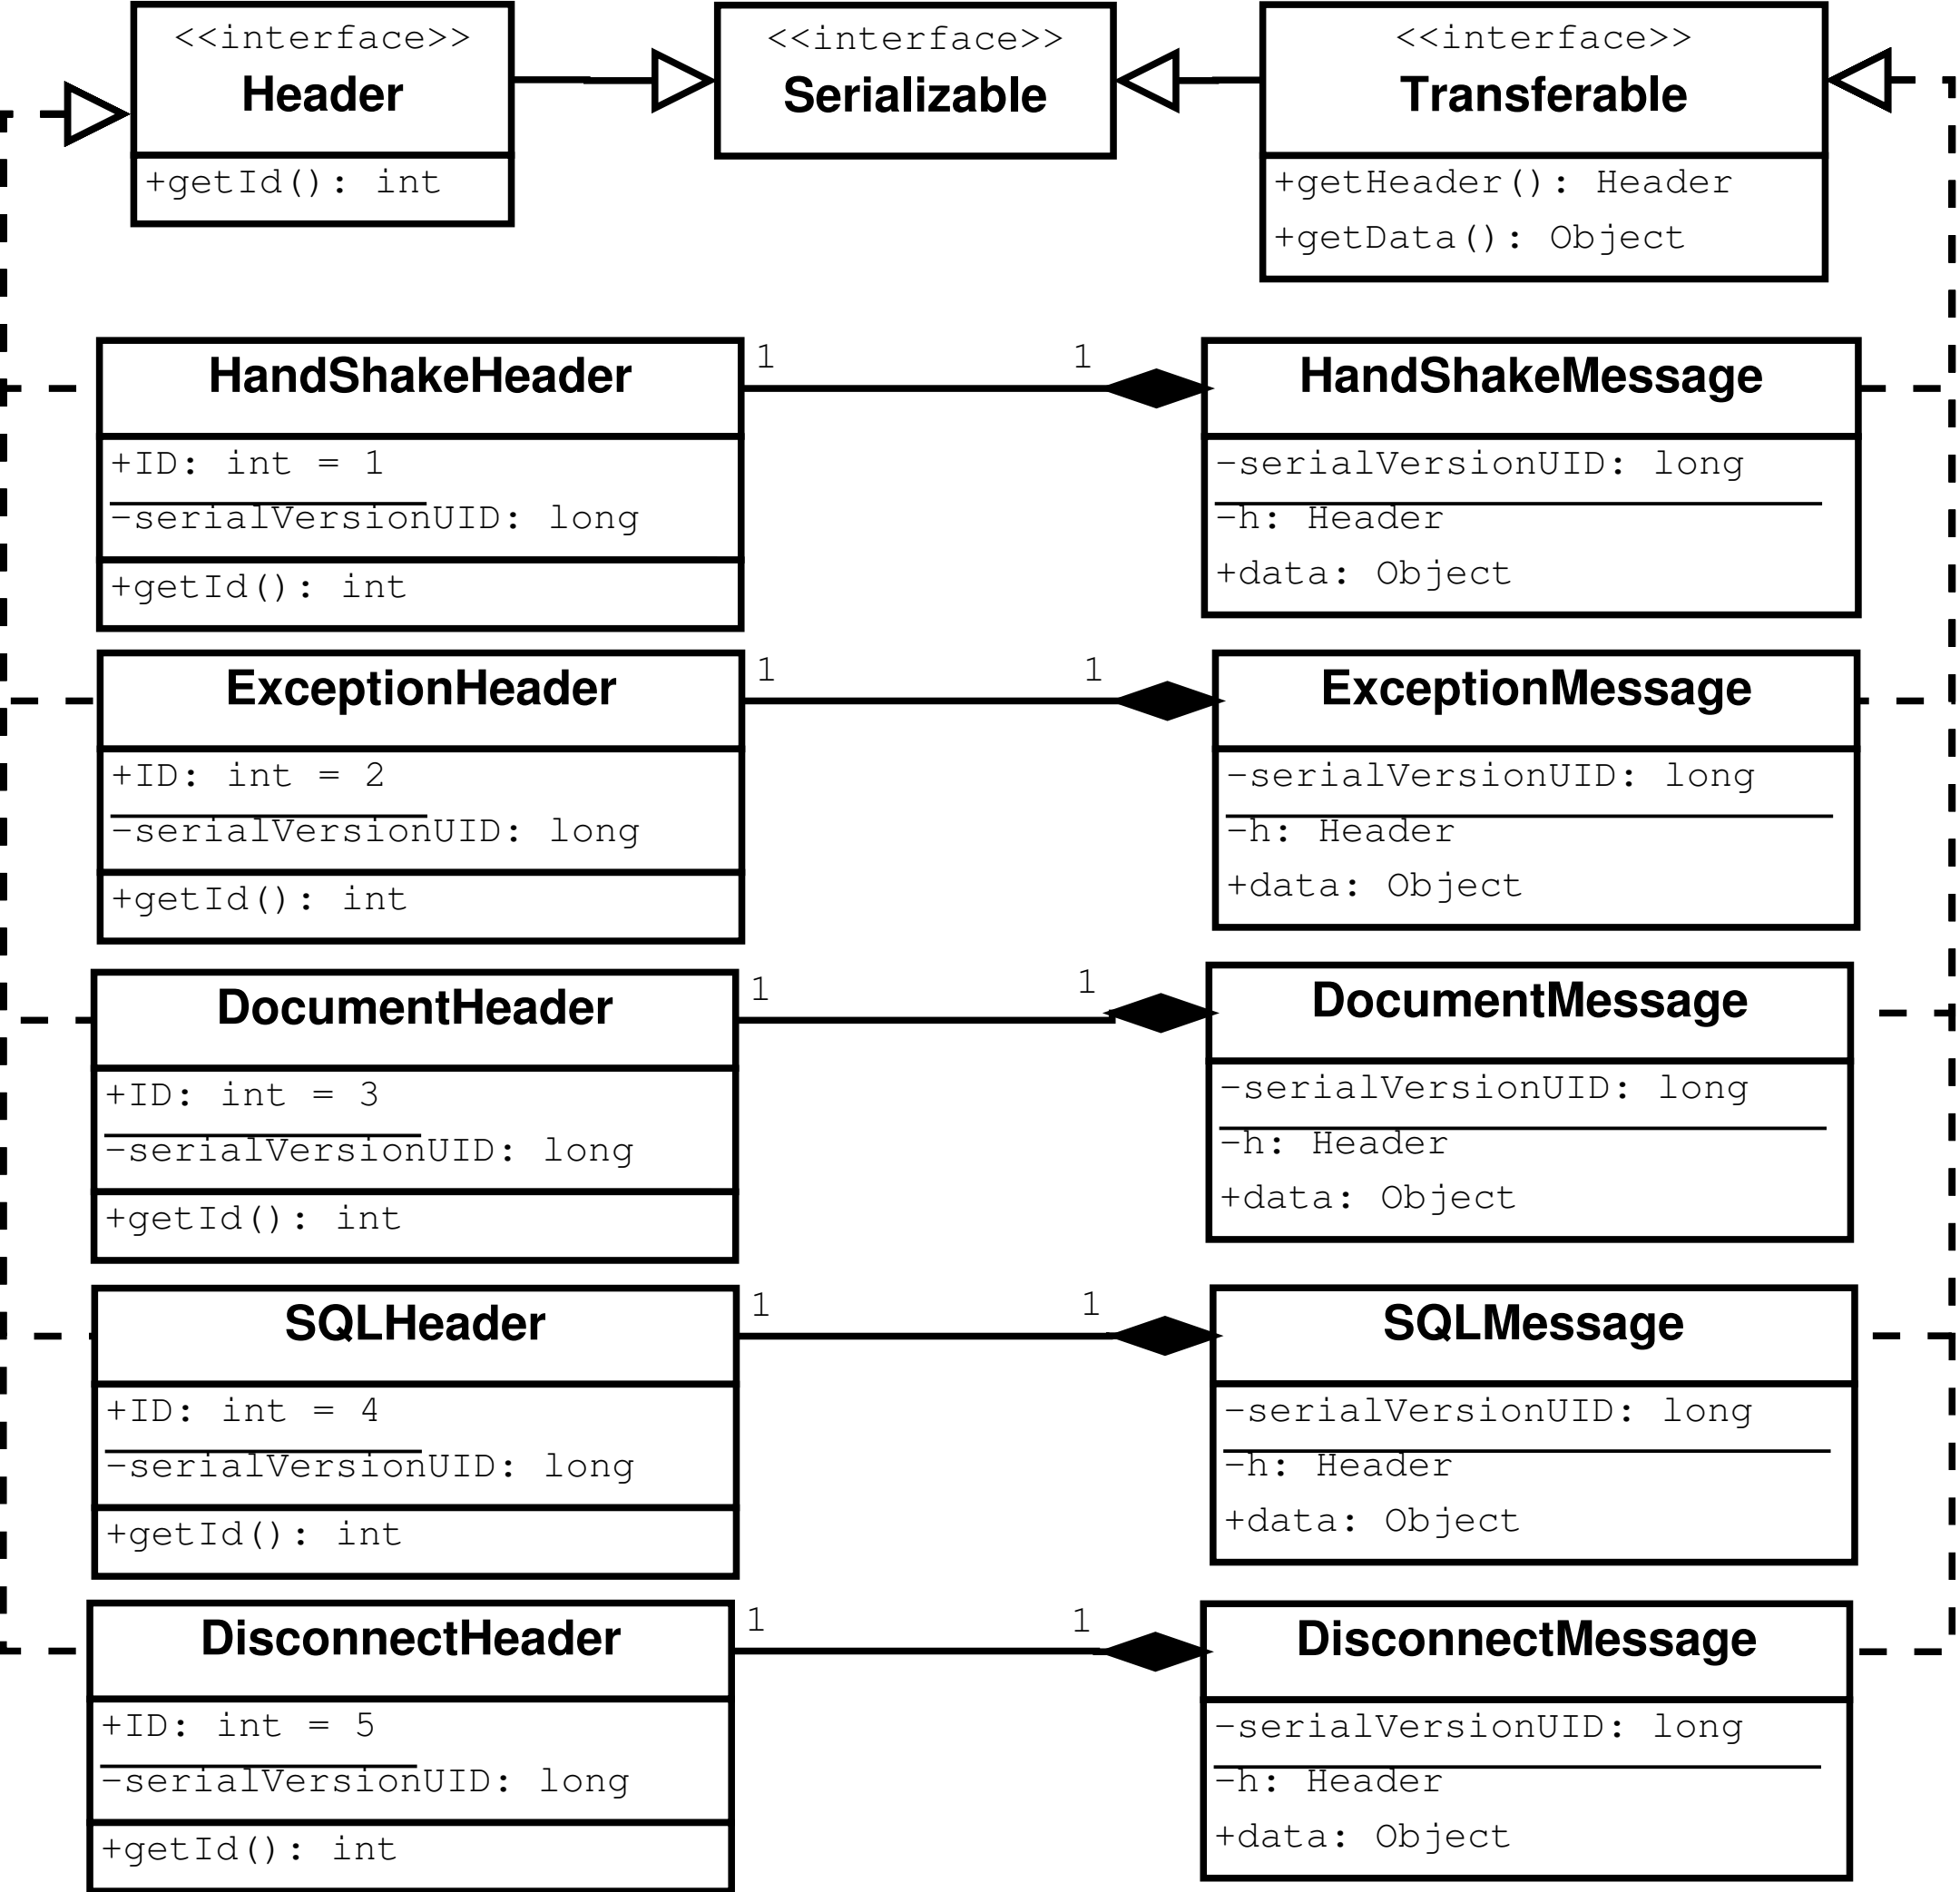 <<interface>>
Header
+getId(): int
<<interface>>
Serializable
<<interface>>
Transferable
+getHeader(): Header
+getData(): Object
HandShakeHeader
+ID: int = 1
-serialVersionUID: long
+getId(): int
1 1
HandShakeMessage
-serialVersionUID: long
-h: Header
+data: Object
ExceptionHeader
+ID: int = 2
-serialVersionUID: long
+getId(): int
1 1
ExceptionMessage
-serialVersionUID: long
-h: Header
+data: Object
DocumentHeader
+ID: int = 3
-serialVersionUID: long
+getId(): int
1 1
DocumentMessage
-serialVersionUID: long
-h: Header
+data: Object
SQLHeader
+ID: int = 4
-serialVersionUID: long
+getId(): int
1 1
SQLMessage
-serialVersionUID: long
-h: Header
+data: Object
DisconnectHeader
+ID: int = 5
-serialVersionUID: long
+getId(): int
1 1
DisconnectMessage
-serialVersionUID: long
-h: Header
+data: Object